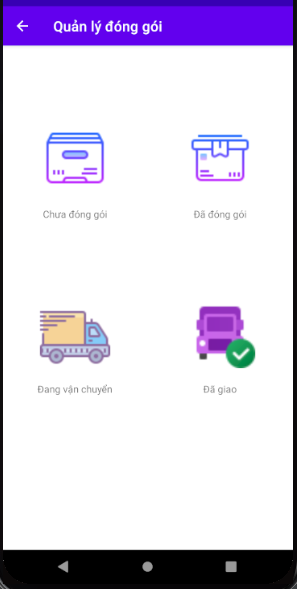 Quản lý đóng gói
Chưa đóng gói
Đã đóng gói
Đang vận chuyển
Đã giao